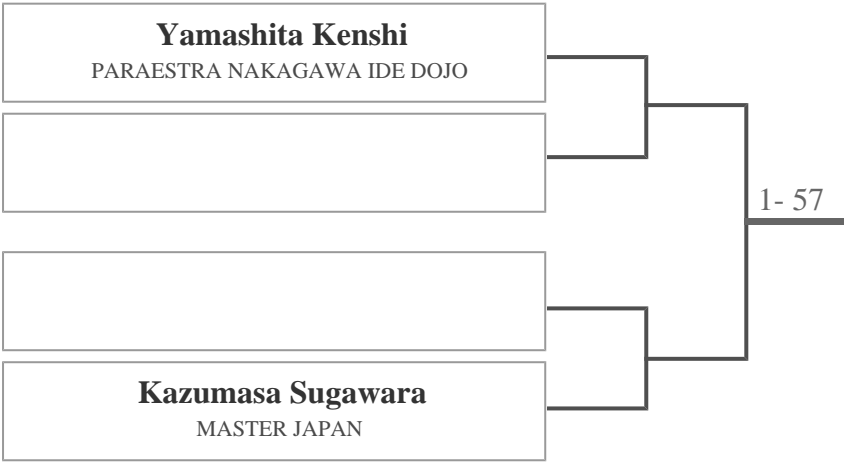 Yamashita Kenshi
PARAESTRA NAKAGAWA IDE DOJO
1- 57
Kazumasa Sugawara
MASTER JAPAN